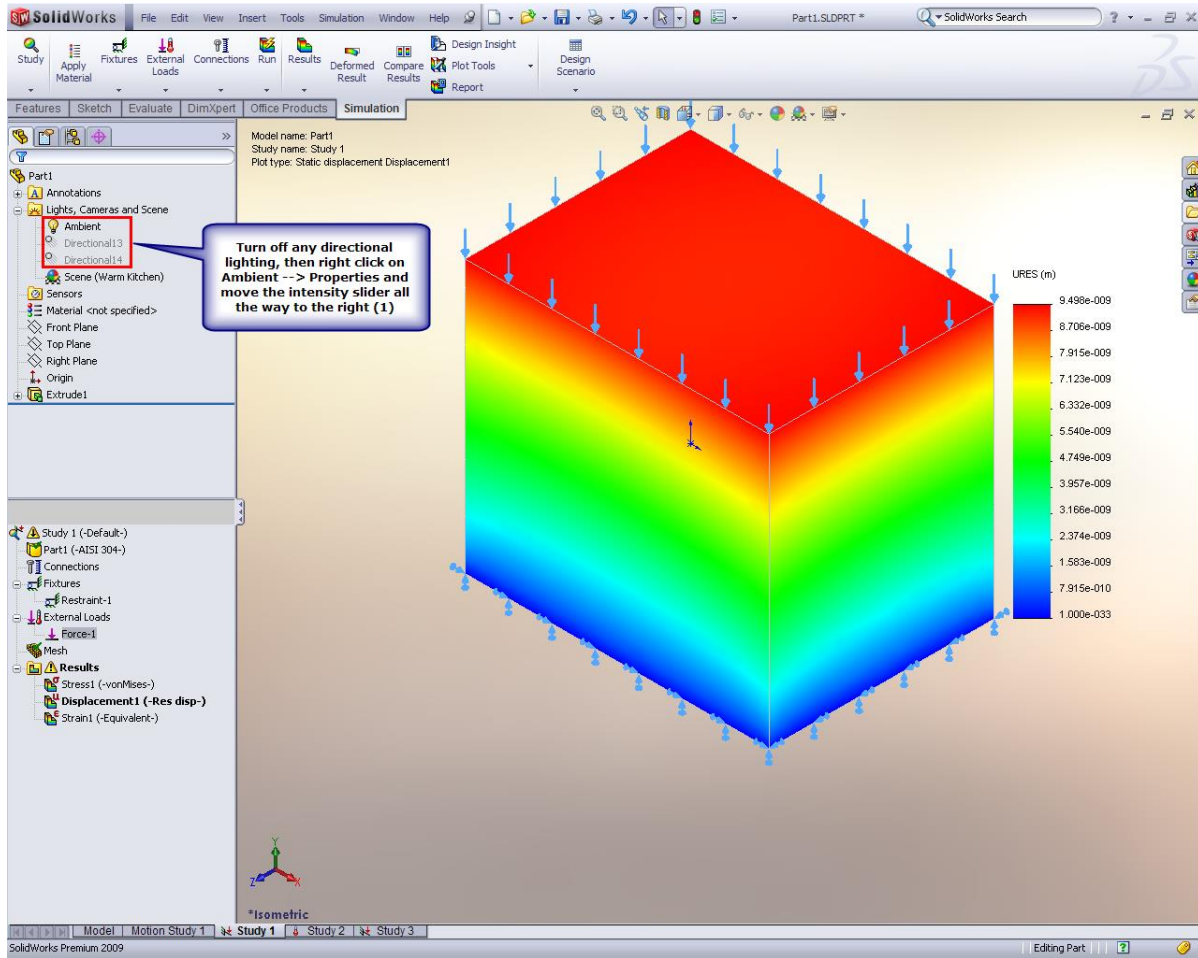 SolidWorks File Edit View Insert Tools Simulation Window Help Part1.SLDPRT * SolidWorks Search
Study Apply Material Fixtures External Loads Connections Run Results Deformed Result Compare Results Design Insight Plot Tools Report Design Scenario
Features Sketch Evaluate DimXpert Office Products Simulation
Part1
Annotations
Lights, Cameras and Scene
Ambient
Directional13
Directional14
Scene (Warm Kitchen)
Sensors
Material <not specified>
Front Plane
Top Plane
Right Plane
Origin
Extrude1
Study 1 (-Default-)
Part1 (-AISI 304-)
Connections
Fixtures
Restraint-1
External Loads
Force-1
Mesh
Results
Stress1 (-vonMises-)
Displacement1 (-Res disp-)
Strain1 (-Equivalent-)
Model name: Part1
Study name: Study 1
Plot type: Static displacement Displacement1
Turn off any directional
lighting, then right click on
Ambient --> Properties and
move the intensity slider all
the way to the right (1)
URES (m)
9.498e-009
8.706e-009
7.915e-009
7.123e-009
6.332e-009
5.540e-009
4.749e-009
3.957e-009
3.166e-009
2.374e-009
1.583e-009
7.915e-010
1.000e-033
Y
Z X
*Isometric
Model Motion Study 1 Study 1 Study 2 Study 3
SolidWorks Premium 2009 Editing Part